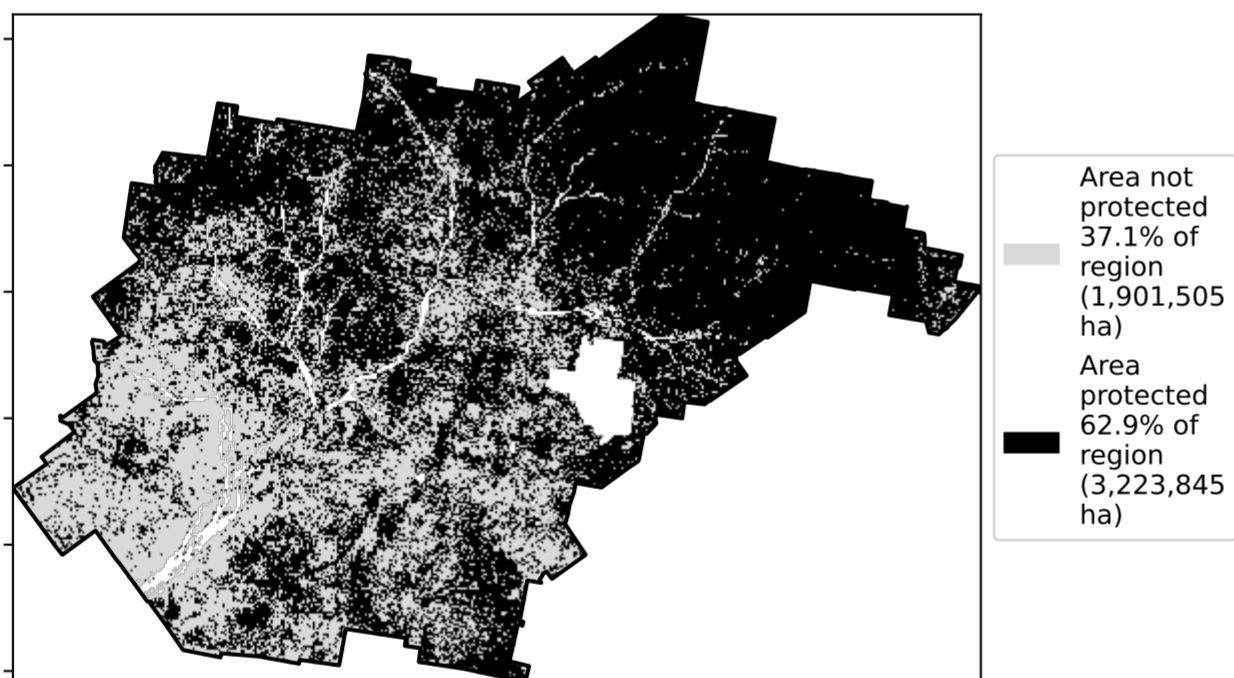 Area not
protected
37.1% of
region
(1,901,505
ha)
Area
protected
62.9% of
region
(3,223,845
ha)